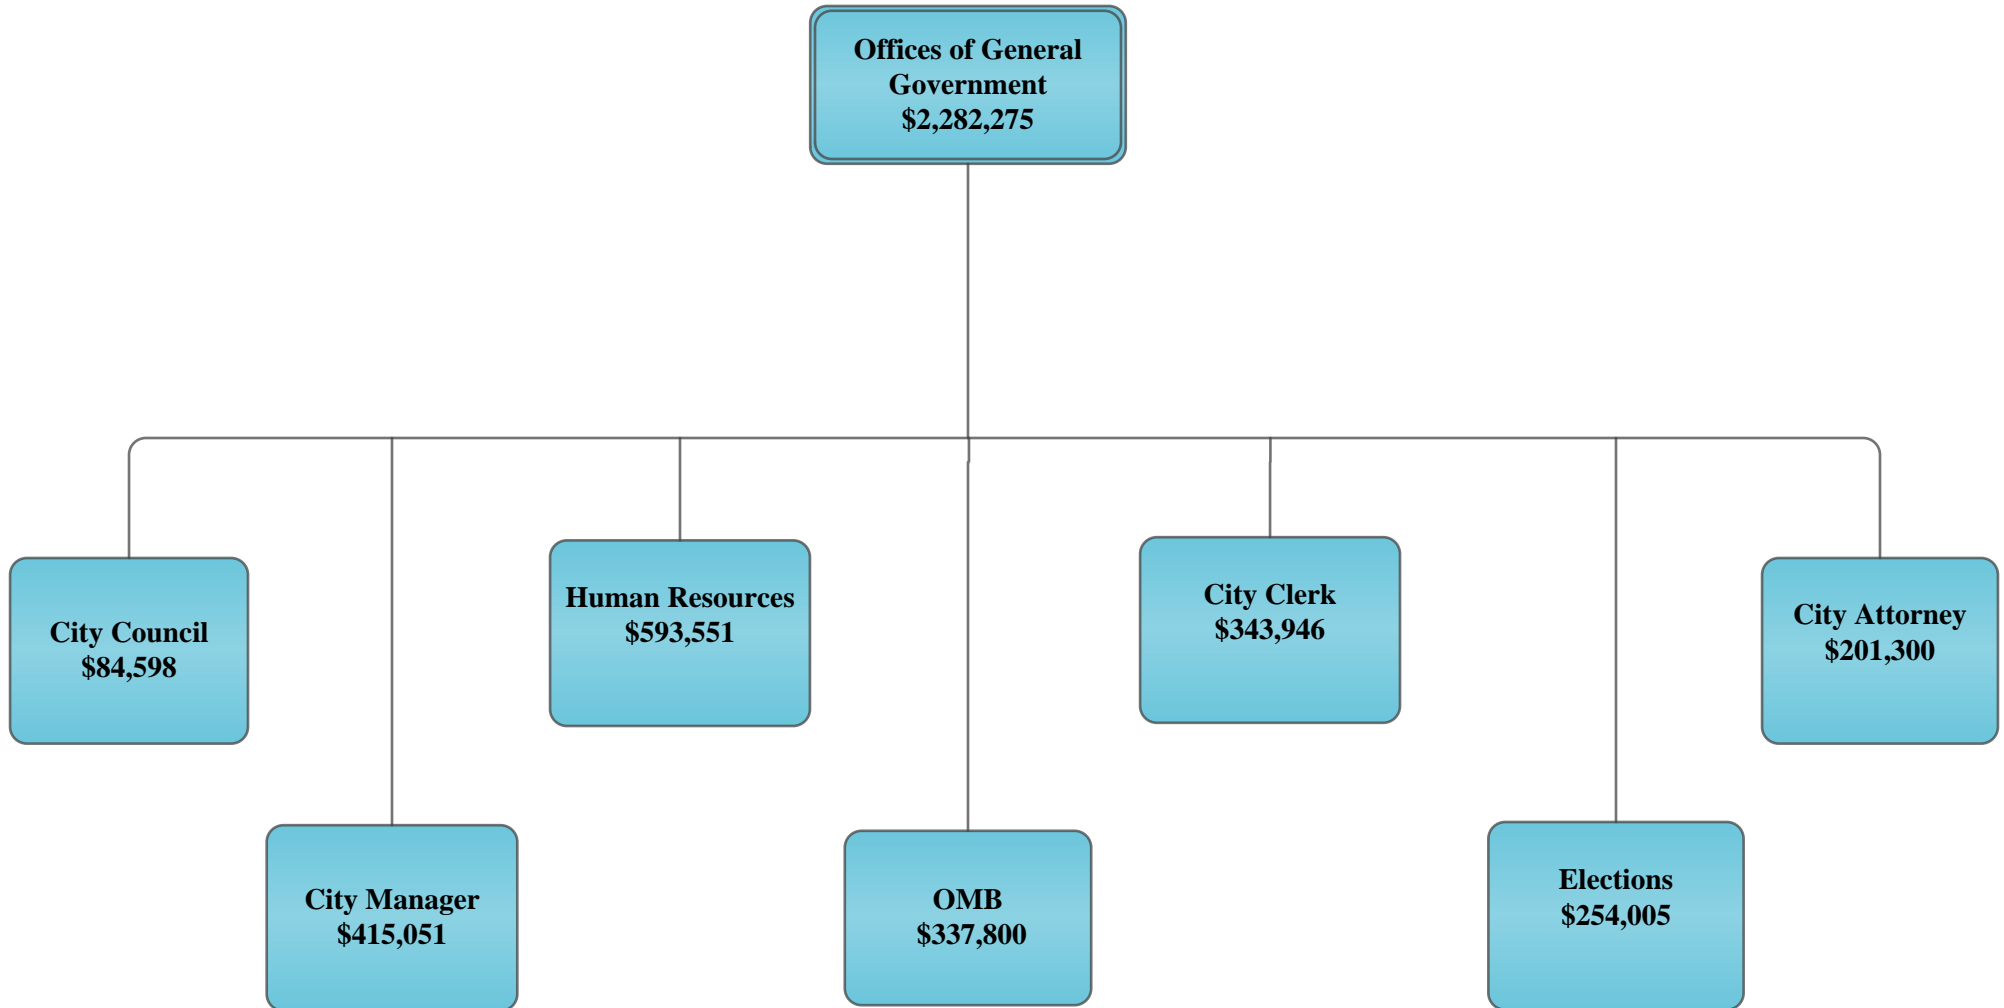 Offices of General
Government
$2,282,275
City Council
$84,598
City Manager
$415,051
Human Resources
$593,551
OMB
$337,800
City Clerk
$343,946
Elections
$254,005
City Attorney
$201,300